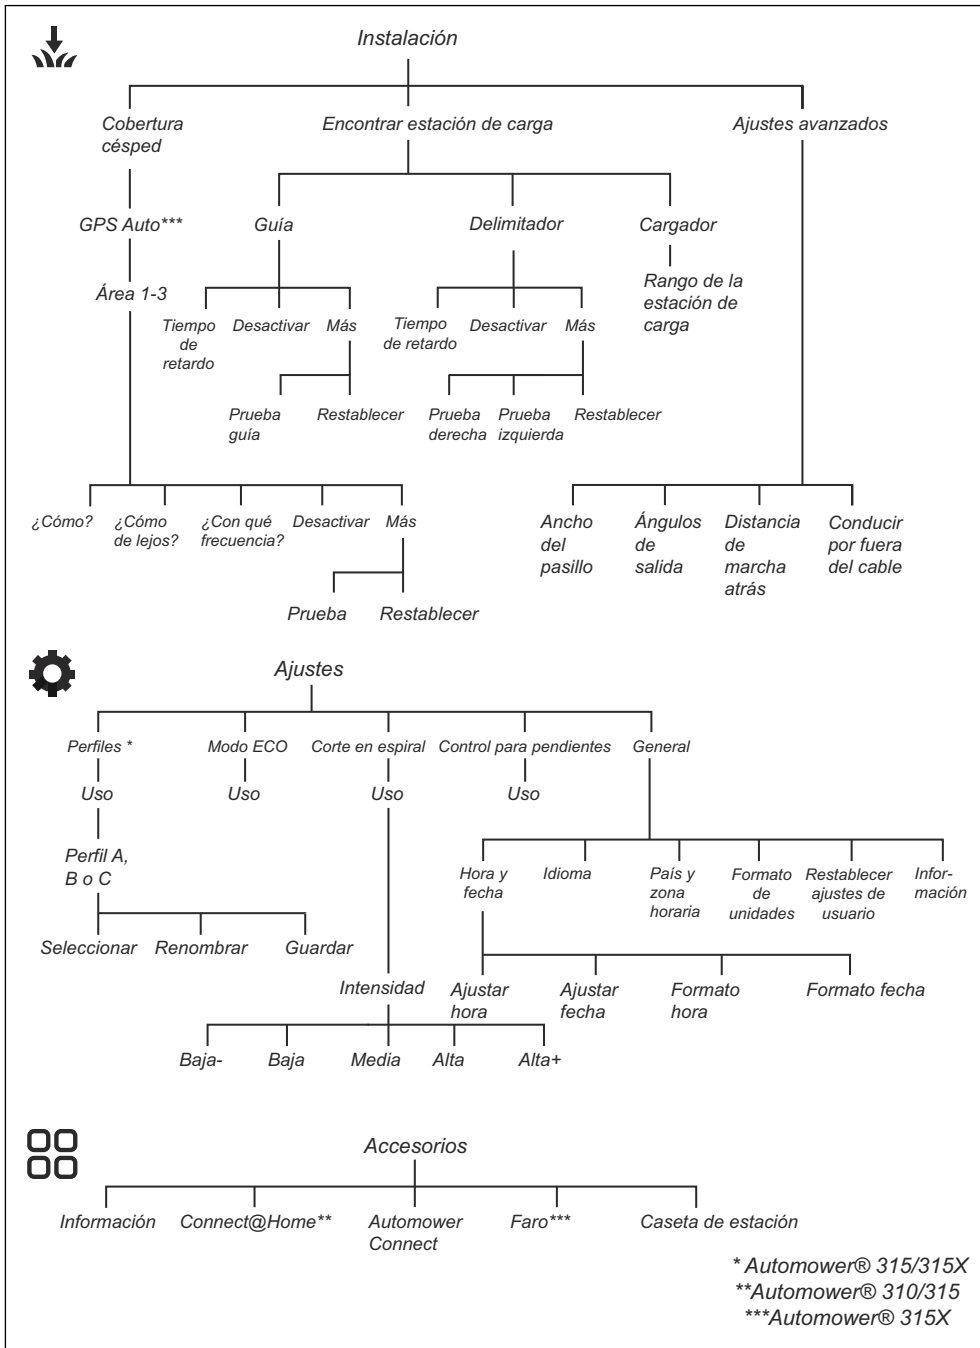 Instalación
Cobertura
césped
Encontrar estación de carga
Ajustes avanzados
GPS Auto***
Guía
Delimitador
Cargador
Área 1-3
Rango de la
estación de
carga
Tiempo
de
retardo
Desactivar
Más
Tiempo
de retardo
Desactivar
Más
Prueba
guía
Restablecer
Prueba
derecha
Prueba
izquierda
Restablecer
¿Cómo?
¿Cómo
de lejos?
¿Con qué
frecuencia?
Desactivar
Más
Ancho
del
pasillo
Ángulos
de
salida
Distancia
de
marcha
atrás
Conducir
por fuera
del cable
Prueba
Restablecer
Ajustes
Perfiles *
Modo ECO
Corte en espiral
Control para pendientes
General
Uso
Uso
Uso
Uso
Perfil A,
B o C
Hora y
fecha
Idioma
País y
zona
horaria
Formato
de
unidades
Restablecer
ajustes de
usuario
Infor-
mación
Seleccionar
Renombrar
Guardar
Intensidad
Ajustar
hora
Ajustar
fecha
Formato
hora
Formato fecha
Baja-
Baja
Media
Alta
Alta+
Accesorios
Información
Connect@Home**
Automower
Connect
Faro***
Caseta de estación
* Automower® 315/315X
**Automower® 310/315
***Automower® 315X